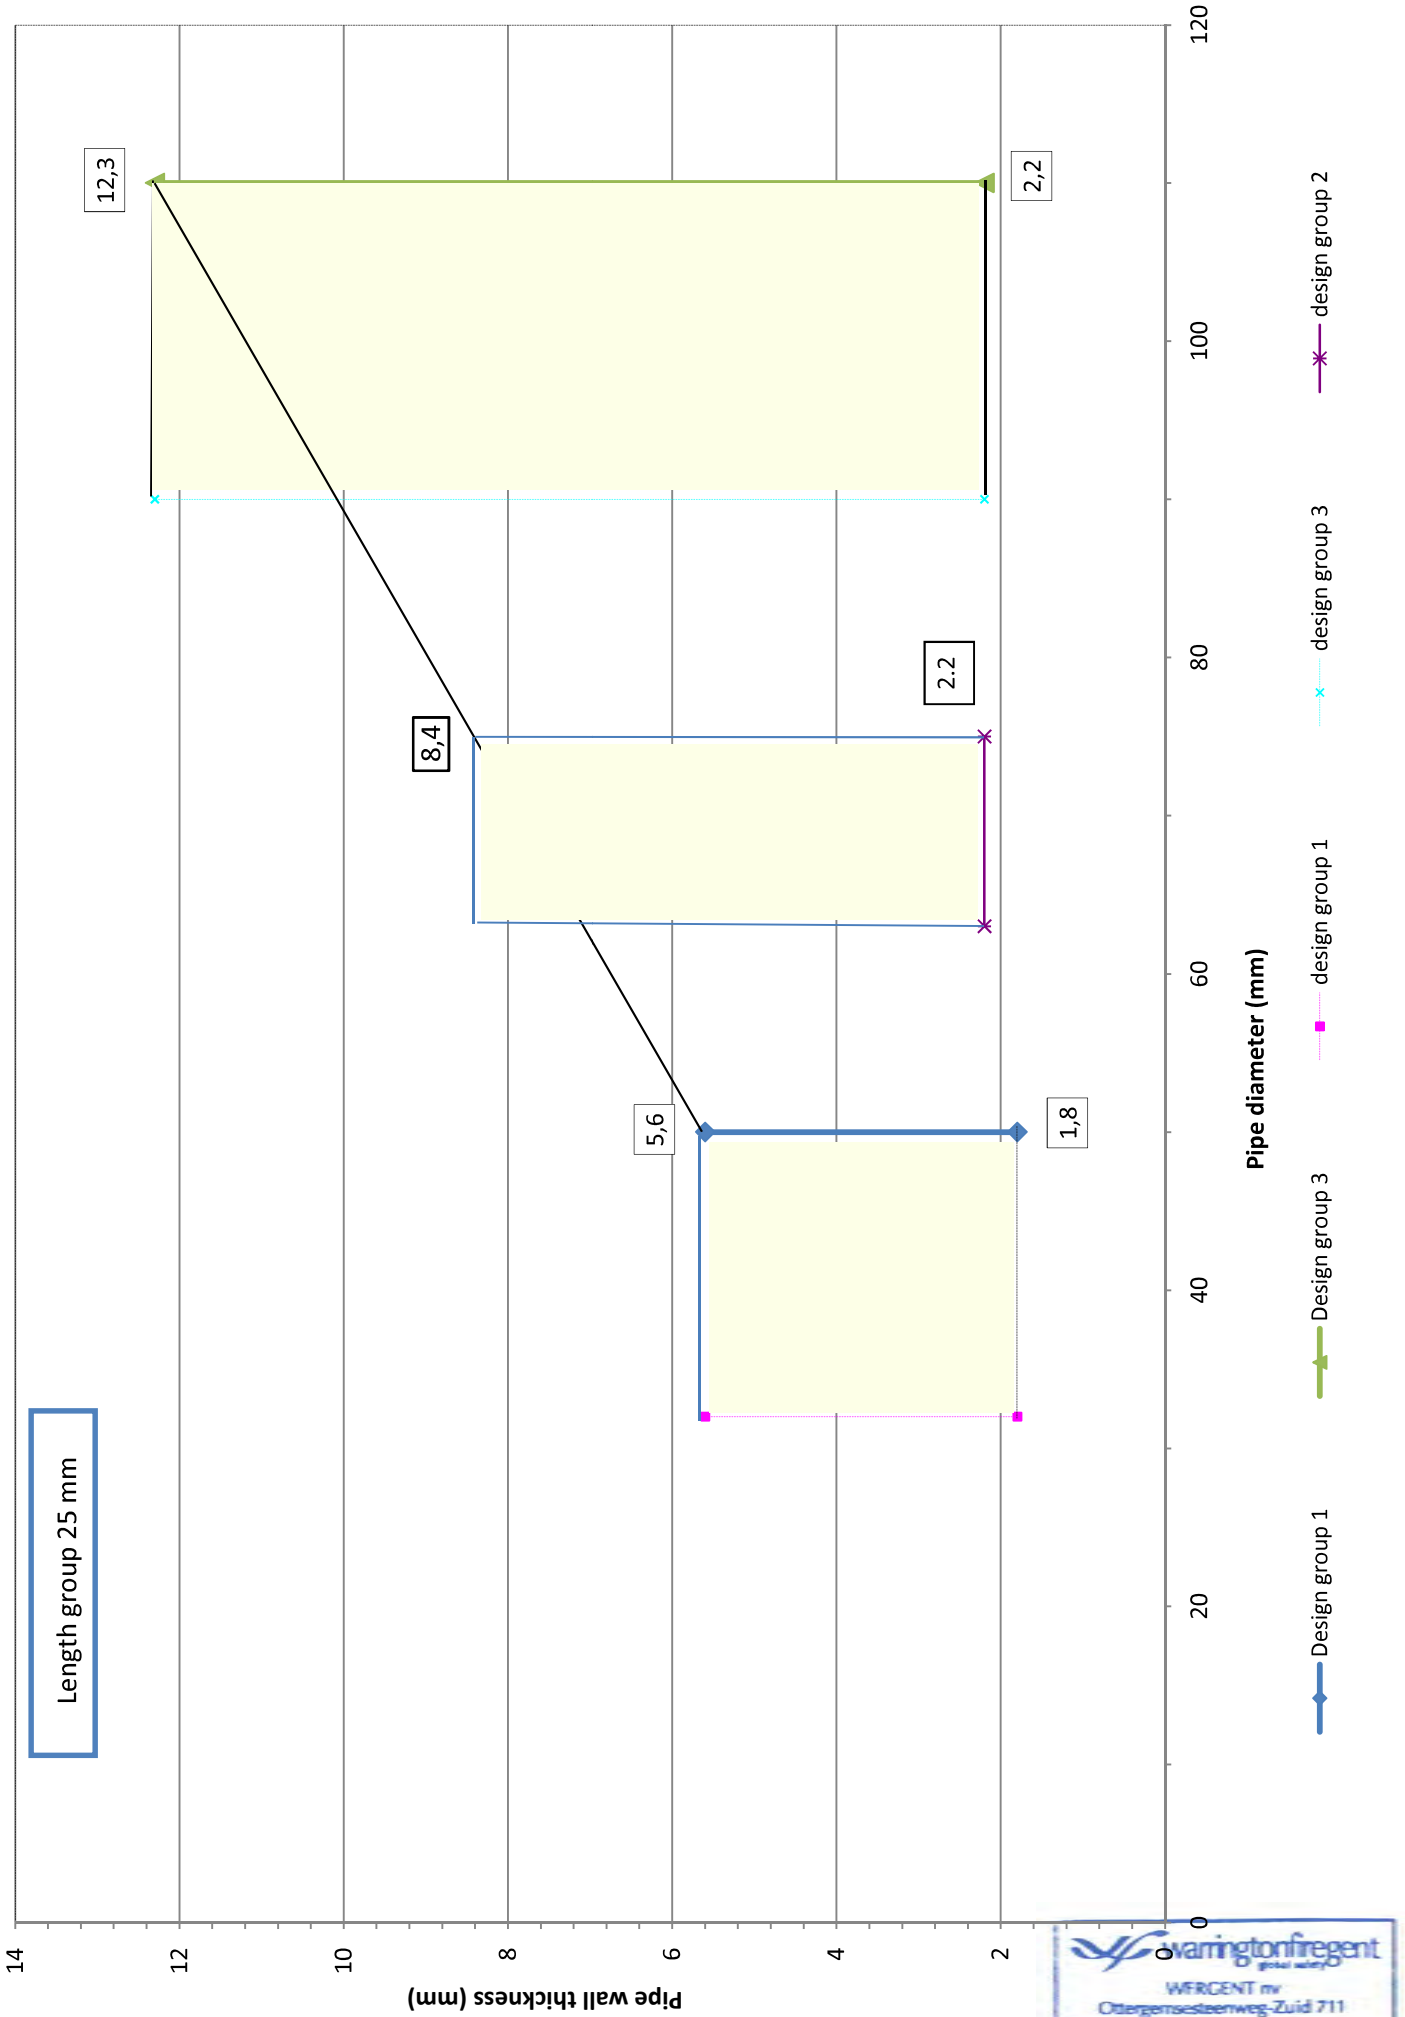 Length group 25 mm
Pipe wall thickness (mm)
14
12
10
8
6
4
2
0
12,3
2,2
8,4
2.2
5,6
1,8
0
20
40
60
80
100
120
Pipe diameter (mm)
Design group 1
Design group 3
design group 1
design group 3
design group 2
warringtonfiregent
global safety
WFRGENT nv
Ottergemsesteenweg-Zuid 711